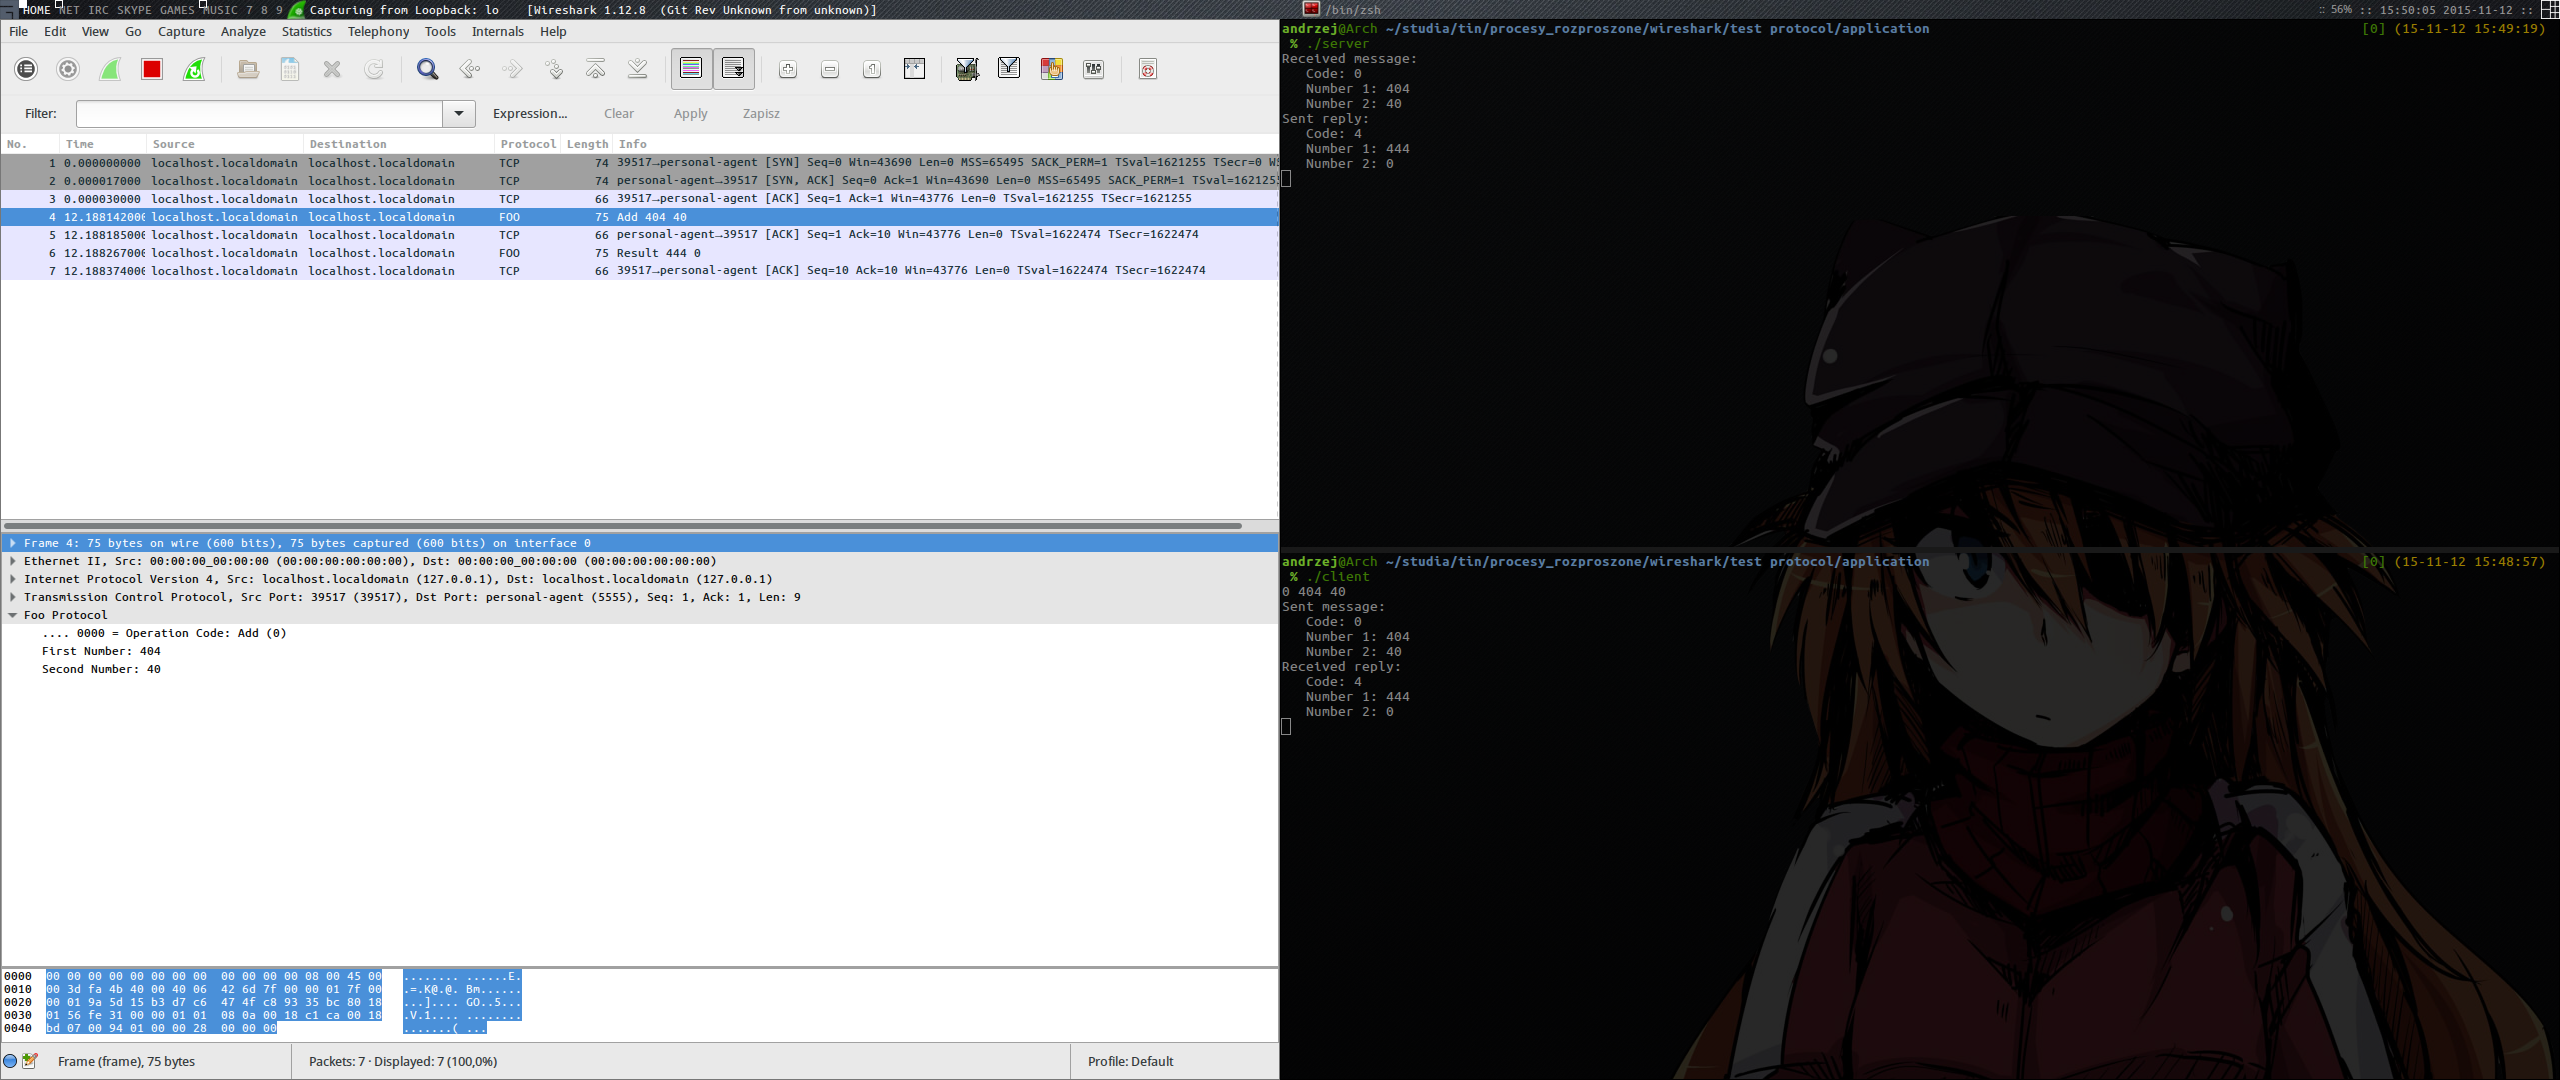 HOME NET IRC SKYPE GAMES MUSIC 7 8 9 Capturing from Loopback: lo [Wireshark 1.12.8 (Git Rev Unknown from unknown)]
/bin/zsh
:: 56% :: 15:50:05 2015-11-12 ::
File Edit View Go Capture Analyze Statistics Telephony Tools Internals Help
Filter: Expression... Clear Apply Zapisz
No. Time Source Destination Protocol Length Info
1 0.000000000 localhost.localdomain localhost.localdomain TCP 74 39517→personal-agent [SYN] Seq=0 Win=43690 Len=0 MSS=65495 SACK_PERM=1 TSval=1621255 TSecr=0 WS
2 0.000017000 localhost.localdomain localhost.localdomain TCP 74 personal-agent→39517 [SYN, ACK] Seq=0 Ack=1 Win=43690 Len=0 MSS=65495 SACK_PERM=1 TSval=1621255
3 0.000030000 localhost.localdomain localhost.localdomain TCP 66 39517→personal-agent [ACK] Seq=1 Ack=1 Win=43776 Len=0 TSval=1621255 TSecr=1621255
4 12.188142000 localhost.localdomain localhost.localdomain FOO 75 Add 404 40
5 12.188185000 localhost.localdomain localhost.localdomain TCP 66 personal-agent→39517 [ACK] Seq=1 Ack=10 Win=43776 Len=0 TSval=1622474 TSecr=1622474
6 12.188267000 localhost.localdomain localhost.localdomain FOO 75 Result 444 0
7 12.188374000 localhost.localdomain localhost.localdomain TCP 66 39517→personal-agent [ACK] Seq=10 Ack=10 Win=43776 Len=0 TSval=1622474 TSecr=1622474
Frame 4: 75 bytes on wire (600 bits), 75 bytes captured (600 bits) on interface 0
Ethernet II, Src: 00:00:00_00:00:00 (00:00:00:00:00:00), Dst: 00:00:00_00:00:00 (00:00:00:00:00:00)
Internet Protocol Version 4, Src: localhost.localdomain (127.0.0.1), Dst: localhost.localdomain (127.0.0.1)
Transmission Control Protocol, Src Port: 39517 (39517), Dst Port: personal-agent (5555), Seq: 1, Ack: 1, Len: 9
Foo Protocol
.... 0000 = Operation Code: Add (0)
First Number: 404
Second Number: 40
0000 00 00 00 00 00 00 00 00 00 00 00 00 08 00 45 00 ........ ......E.
0010 00 3d fa 4b 40 00 40 06 42 6d 7f 00 00 01 7f 00 .=.K@.@. Bm......
0020 00 01 9a 5d 15 b3 d7 c6 47 4f c8 93 35 bc 80 18 ...].... GO..5...
0030 01 56 fe 31 00 00 01 01 08 0a 00 18 c1 ca 00 18 .V.1.... ........
0040 bd 07 00 94 01 00 00 28 00 00 00 .......( ...
Frame (frame), 75 bytes Packets: 7 · Displayed: 7 (100,0%) Profile: Default
andrzej@Arch ~/studia/tin/procesy_rozproszone/wireshark/test protocol/application [0] (15-11-12 15:49:19)
% ./server
Received message:
Code: 0
Number 1: 404
Number 2: 40
Sent reply:
Code: 4
Number 1: 444
Number 2: 0
andrzej@Arch ~/studia/tin/procesy_rozproszone/wireshark/test protocol/application [0] (15-11-12 15:48:57)
% ./client
0 404 40
Sent message:
Code: 0
Number 1: 404
Number 2: 40
Received reply:
Code: 4
Number 1: 444
Number 2: 0